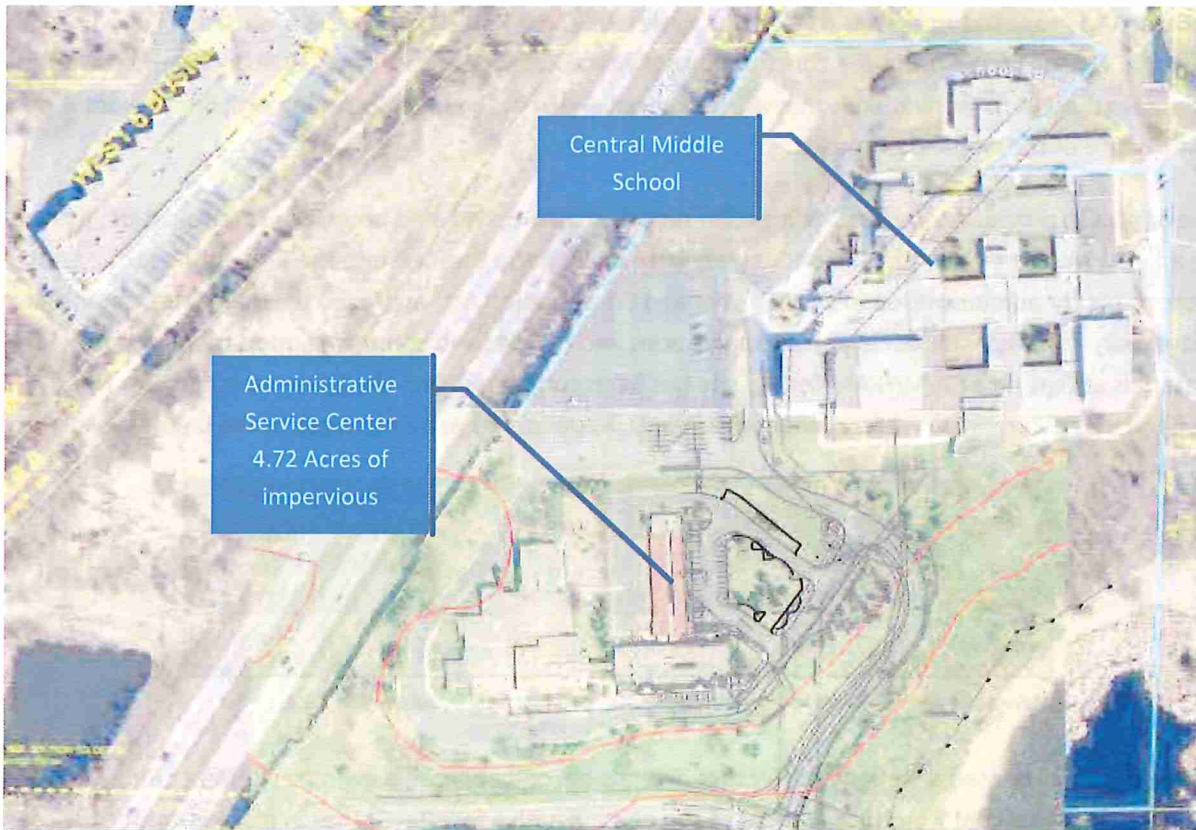 Central Middle
School
Administrative
Service Center
4.72 Acres of
impervious